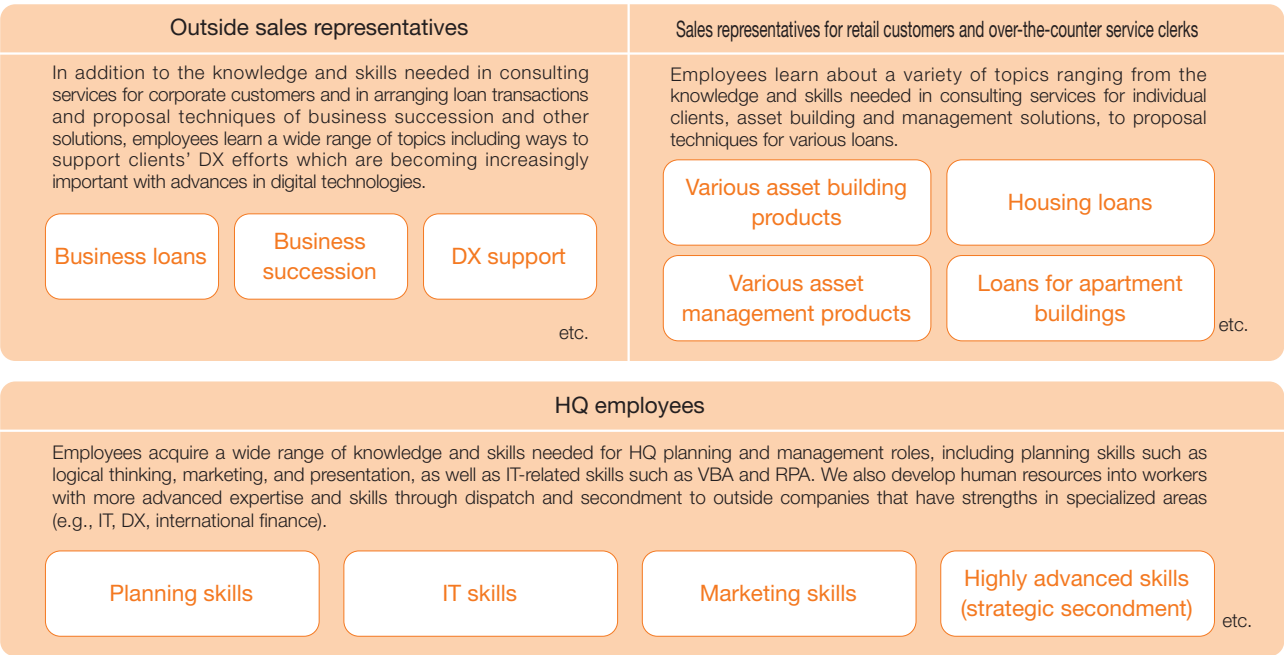 Outside sales representatives
In addition to the knowledge and skills needed in consulting
services for corporate customers and in arranging loan transactions
and proposal techniques of business succession and other
solutions, employees learn a wide range of topics including ways to
support clients’ DX efforts which are becoming increasingly
important with advances in digital technologies.
Business loans
Business
succession
DX support
etc.
Sales representatives for retail customers and over-the-counter service clerks
Employees learn about a variety of topics ranging from the
knowledge and skills needed in consulting services for individual
clients, asset building and management solutions, to proposal
techniques for various loans.
Various asset building
products
Housing loans
Various asset
management products
Loans for apartment
buildings
etc.
HQ employees
Employees acquire a wide range of knowledge and skills needed for HQ planning and management roles, including planning skills such as
logical thinking, marketing, and presentation, as well as IT-related skills such as VBA and RPA. We also develop human resources into workers
with more advanced expertise and skills through dispatch and secondment to outside companies that have strengths in specialized areas
(e.g., IT, DX, international finance).
Planning skills
IT skills
Marketing skills
Highly advanced skills
(strategic secondment)
etc.